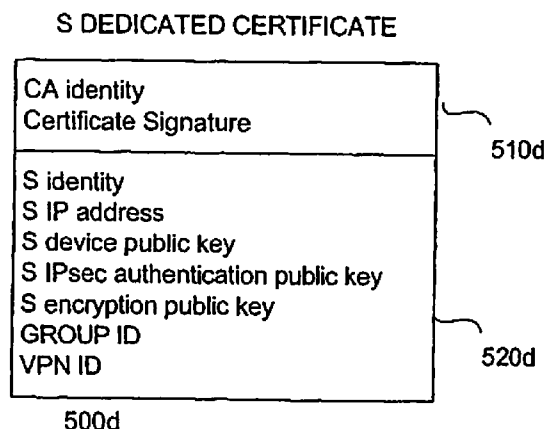 S DEDICATED CERTIFICATE
CA identity
Certificate Signature
510d
S identity
S IP address
S device public key
S IPsec authentication public key
S encryption public key
GROUP ID
VPN ID
520d
500d